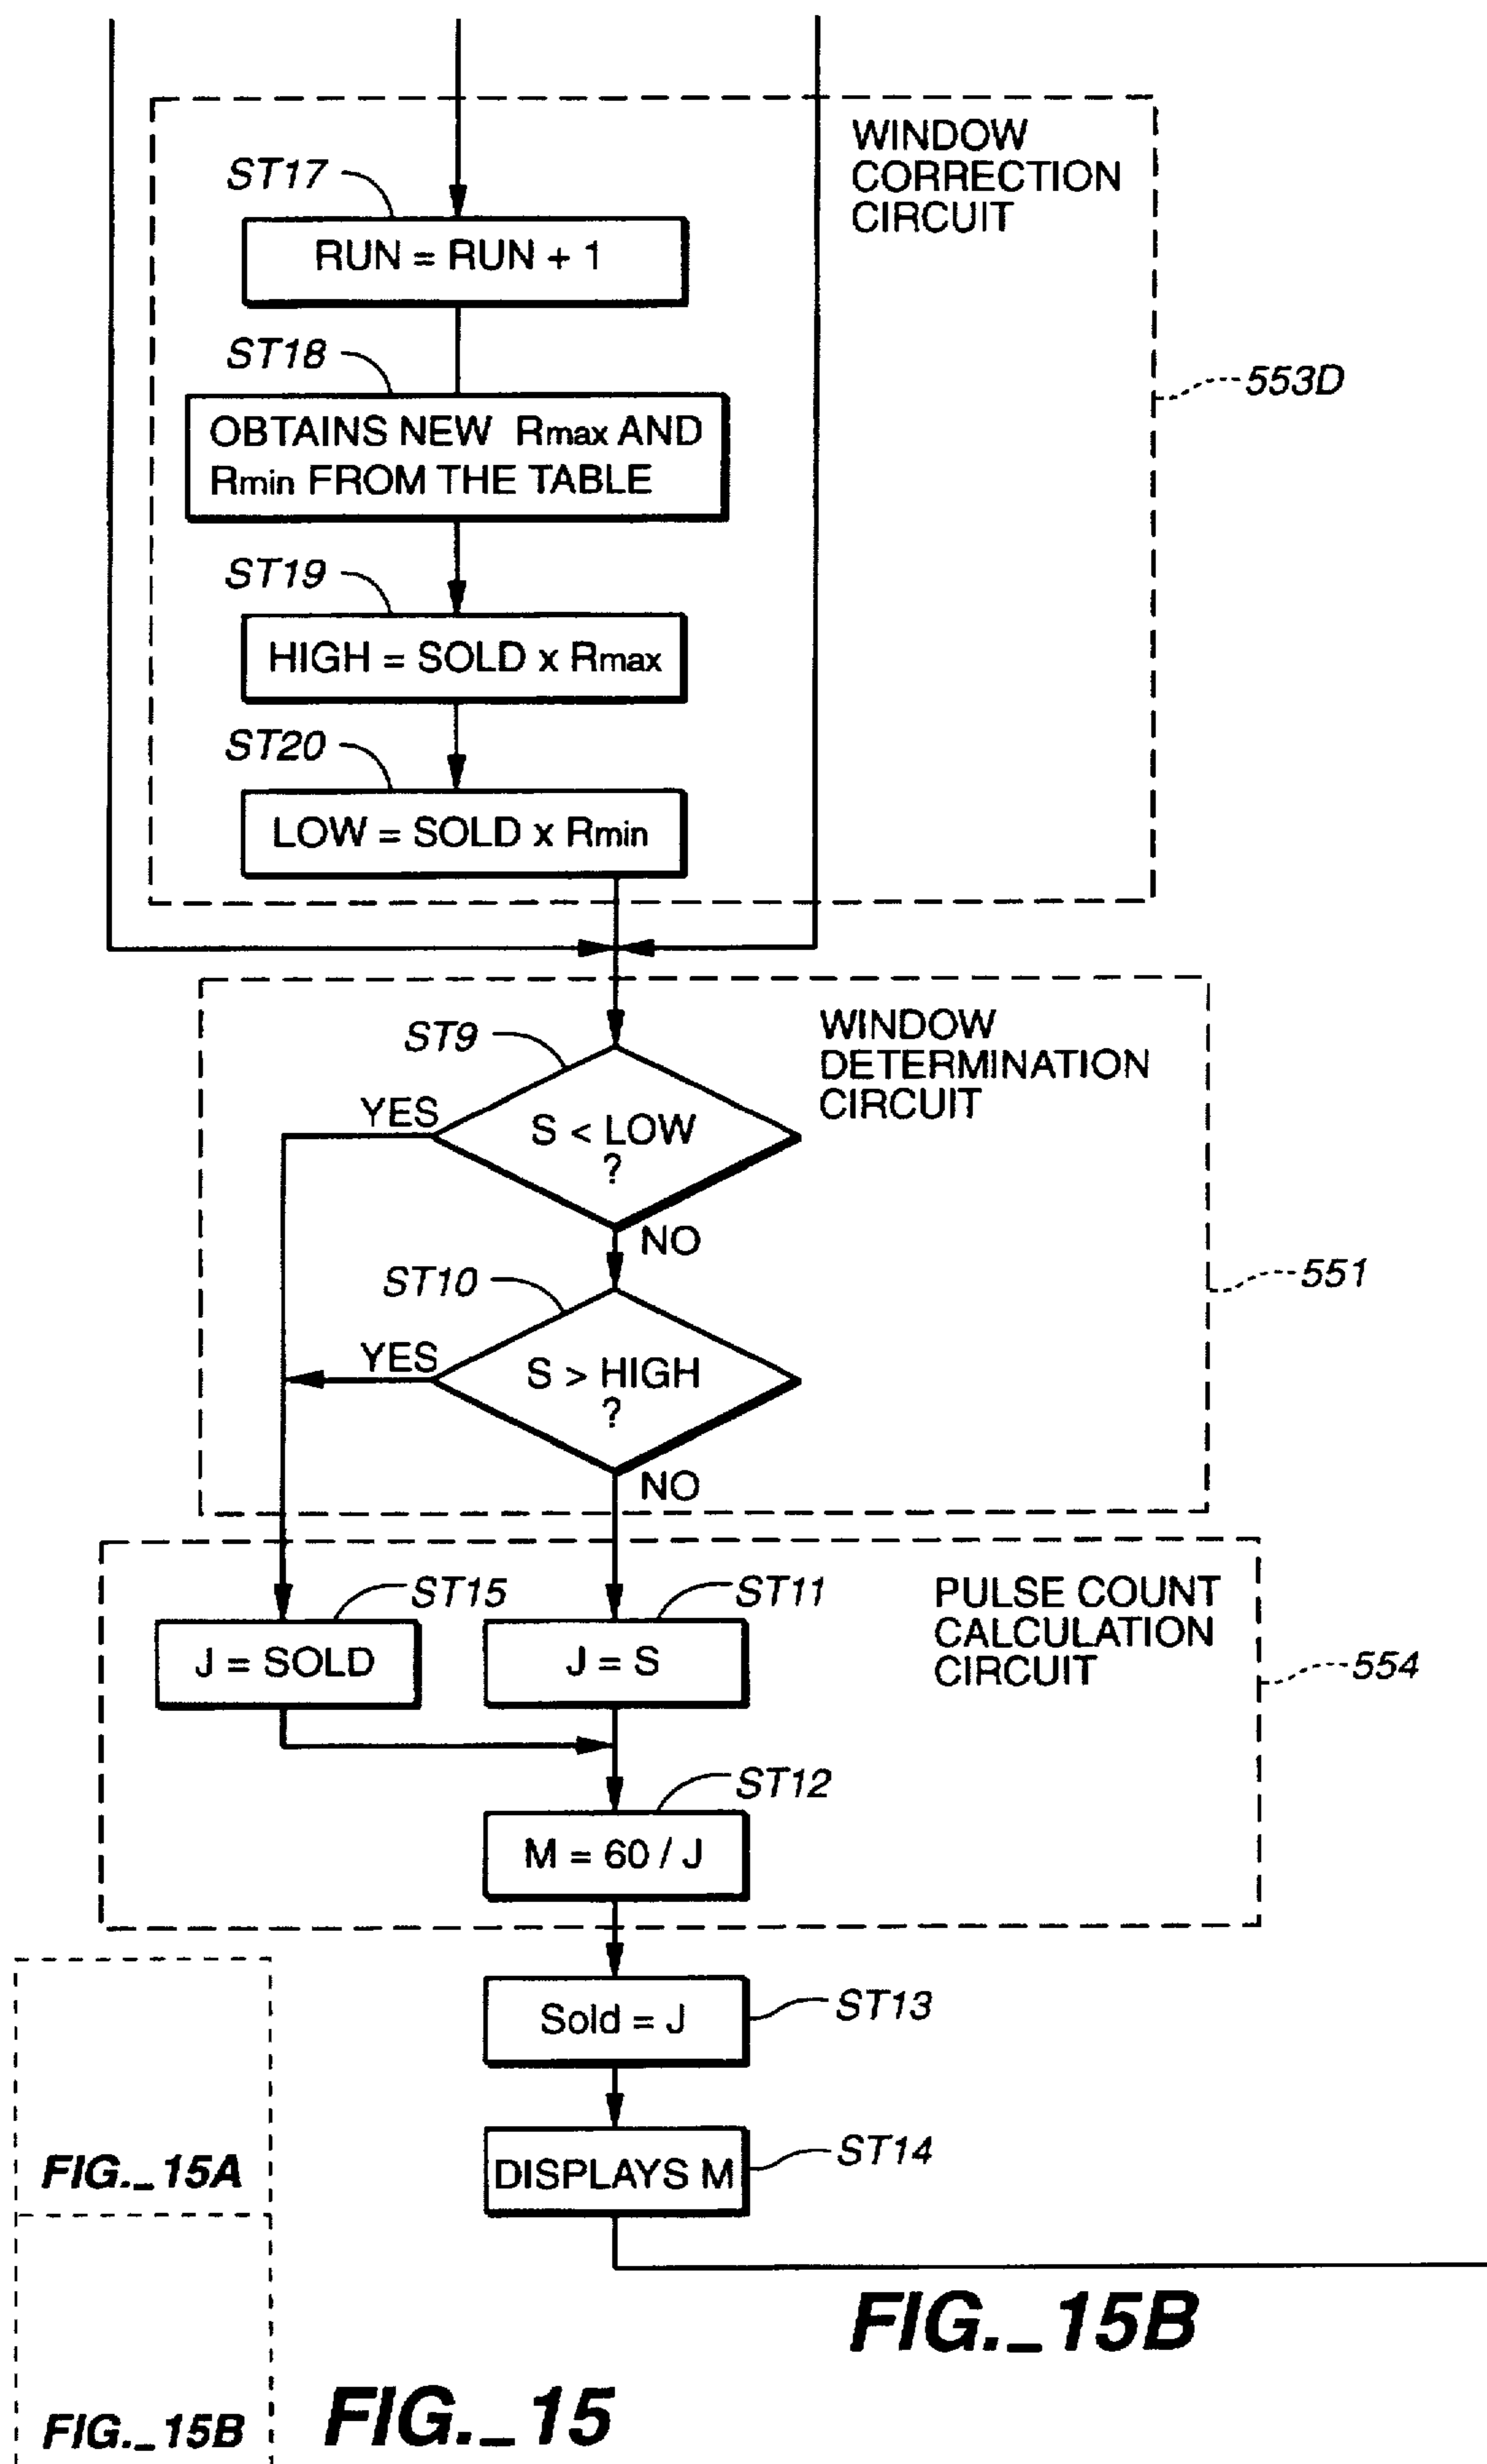 WINDOW
CORRECTION
CIRCUIT
ST17
RUN = RUN + 1
ST18
553D
OBTAINS NEW Rmax AND
Rmin FROM THE TABLE
ST19
HIGH = SOLD x Rmax
ST20
LOW = SOLD x Rmin
WINDOW
DETERMINATION
CIRCUIT
ST9
YES
S < LOW
?
NO
ST10
551
YES
S > HIGH
?
NO
PULSE COUNT
CALCULATION
CIRCUIT
ST15
ST11
J = SOLD
J = S
554
ST12
M = 60 / J
Sold = J
ST13
DISPLAYS M
ST14
FIG._15A
FIG._15B
FIG._15B
FIG._15